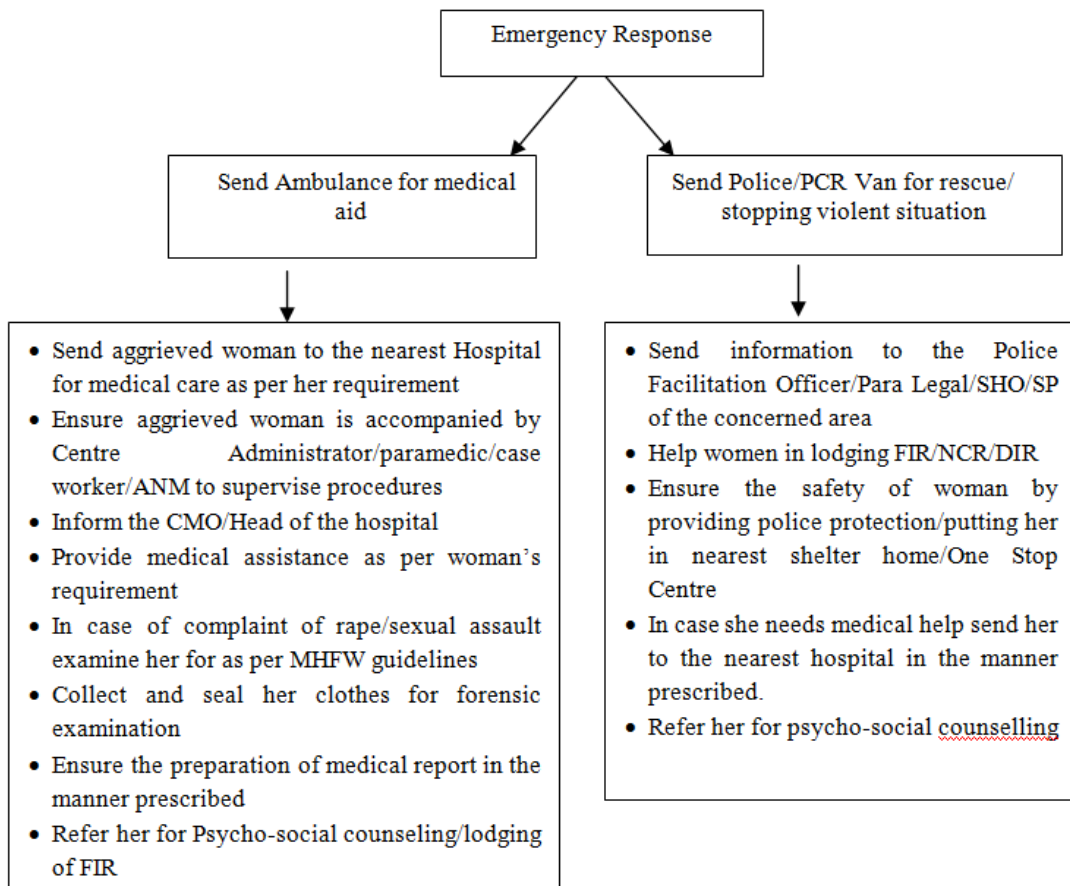 Emergency Response
Send Ambulance for medical
aid
Send Police/PCR Van for rescue/
stopping violent situation
• Send aggrieved woman to the nearest Hospital
for medical care as per her requirement
• Ensure aggrieved woman is accompanied by
Centre Administrator/paramedic/case
worker/ANM to supervise procedures
• Inform the CMO/Head of the hospital
• Provide medical assistance as per woman’s
requirement
• In case of complaint of rape/sexual assault
examine her for as per MHFW guidelines
• Collect and seal her clothes for forensic
examination
• Ensure the preparation of medical report in the
manner prescribed
• Refer her for Psycho-social counseling/lodging
of FIR
• Send information to the Police
Facilitation Officer/Para Legal/SHO/SP
of the concerned area
• Help women in lodging FIR/NCR/DIR
• Ensure the safety of woman by
providing police protection/putting her
in nearest shelter home/One Stop
Centre
• In case she needs medical help send her
to the nearest hospital in the manner
prescribed.
• Refer her for psycho-social counselling